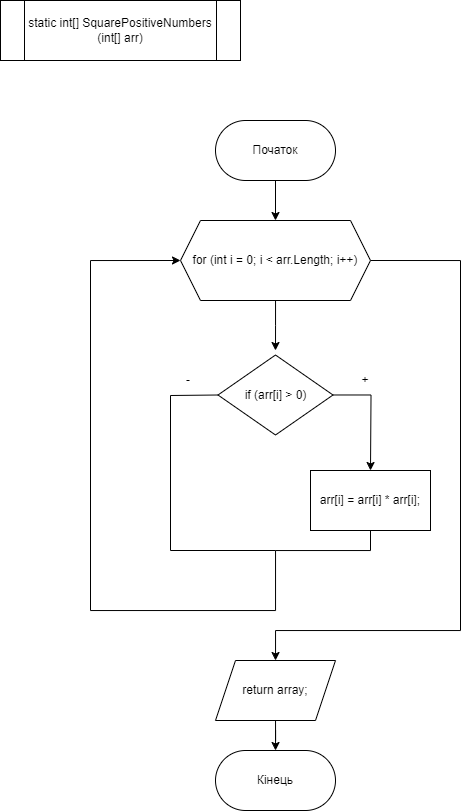 static int[] SquarePositiveNumbers
(int[] arr)
Початок
for (int i = 0; i < arr.Length; i++)
-
+
if (arr[i] > 0)
arr[i] = arr[i] * arr[i];
return array;
Кінець